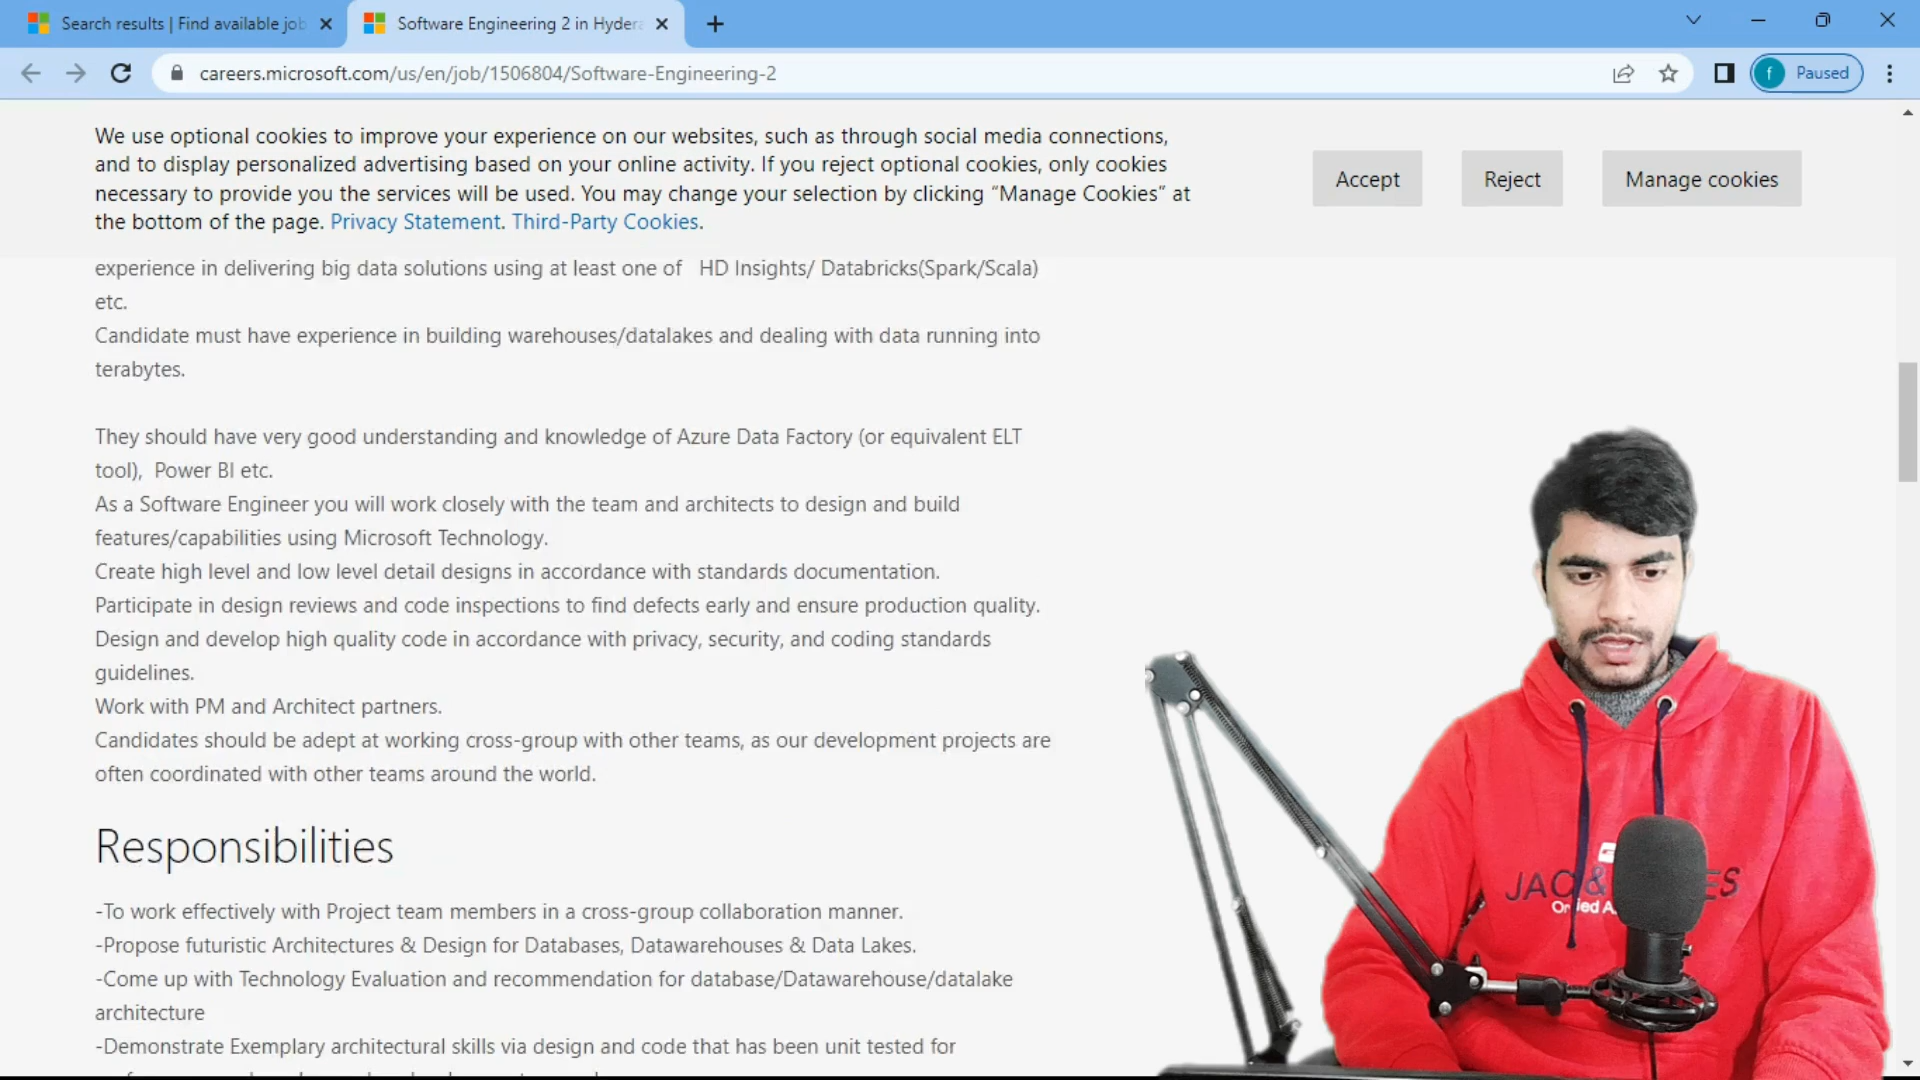 Search results | Find available job
Software Engineering 2 in Hydera
careers.microsoft.com/us/en/job/1506804/Software-Engineering-2
f
Paused
We use optional cookies to improve your experience on our websites, such as through social media connections,
and to display personalized advertising based on your online activity. If you reject optional cookies, only cookies
necessary to provide you the services will be used. You may change your selection by clicking “Manage Cookies” at
the bottom of the page. Privacy Statement. Third-Party Cookies.
Accept
Reject
Manage cookies
experience in delivering big data solutions using at least one of HD Insights/ Databricks(Spark/Scala)
etc.
Candidate must have experience in building warehouses/datalakes and dealing with data running into
terabytes.
They should have very good understanding and knowledge of Azure Data Factory (or equivalent ELT
tool), Power BI etc.
As a Software Engineer you will work closely with the team and architects to design and build
features/capabilities using Microsoft Technology.
Create high level and low level detail designs in accordance with standards documentation.
Participate in design reviews and code inspections to find defects early and ensure production quality.
Design and develop high quality code in accordance with privacy, security, and coding standards
guidelines.
Work with PM and Architect partners.
Candidates should be adept at working cross-group with other teams, as our development projects are
often coordinated with other teams around the world.
Responsibilities
-To work effectively with Project team members in a cross-group collaboration manner.
-Propose futuristic Architectures & Design for Databases, Datawarehouses & Data Lakes.
-Come up with Technology Evaluation and recommendation for database/Datawarehouse/datalake
architecture
-Demonstrate Exemplary architectural skills via design and code that has been unit tested for